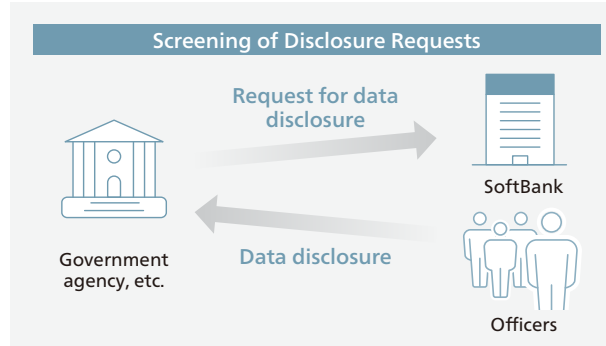 Screening of Disclosure Requests
Request for data
disclosure
SoftBank
Government
agency, etc.
Data disclosure
Officers